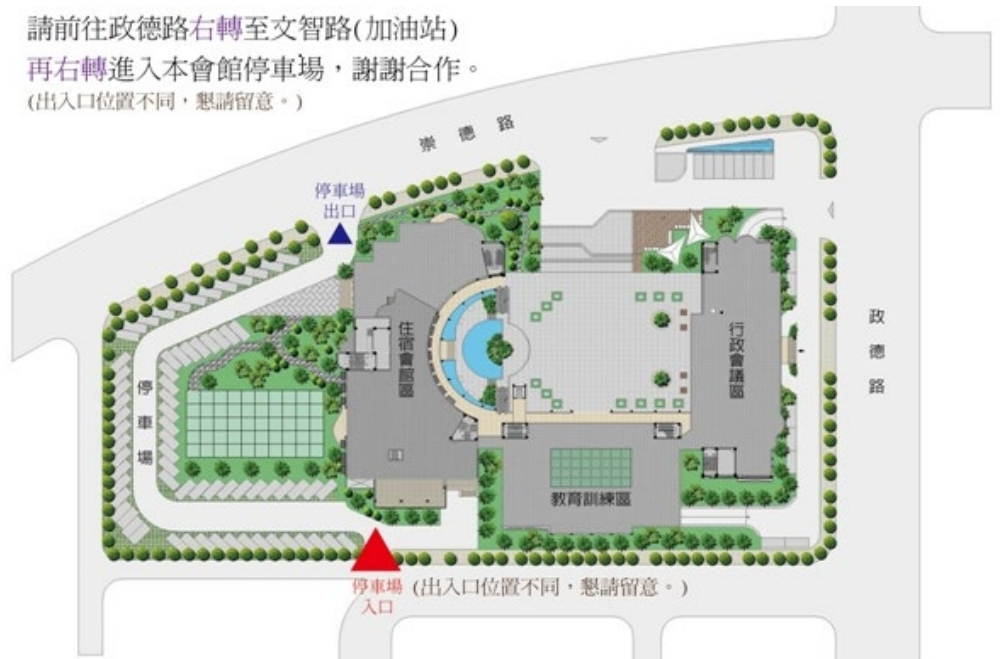 請前往政德路右轉至文智路(加油站)
再右轉進入本會館停車場，謝謝合作。
(出入口位置不同，懇請留意。)
崇德路
停車場
出口
住宿會館區
行政會議區
政德路
停車場
教育訓練區
停車場
入口
(出入口位置不同，懇請留意。)